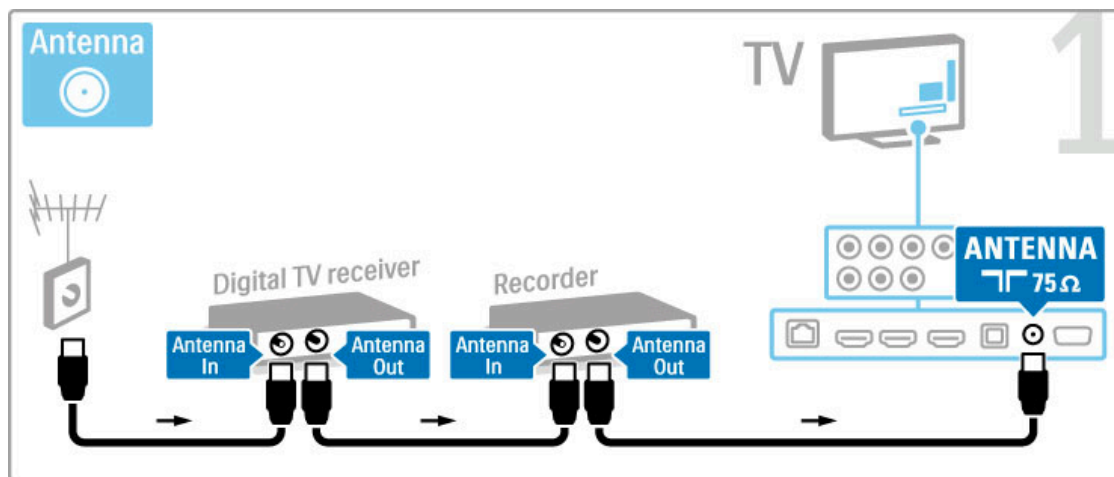 Antenna
TV
1
Digital TV receiver
Recorder
ANTENNA
75 Ω
Antenna
In
Antenna
Out
Antenna
In
Antenna
Out